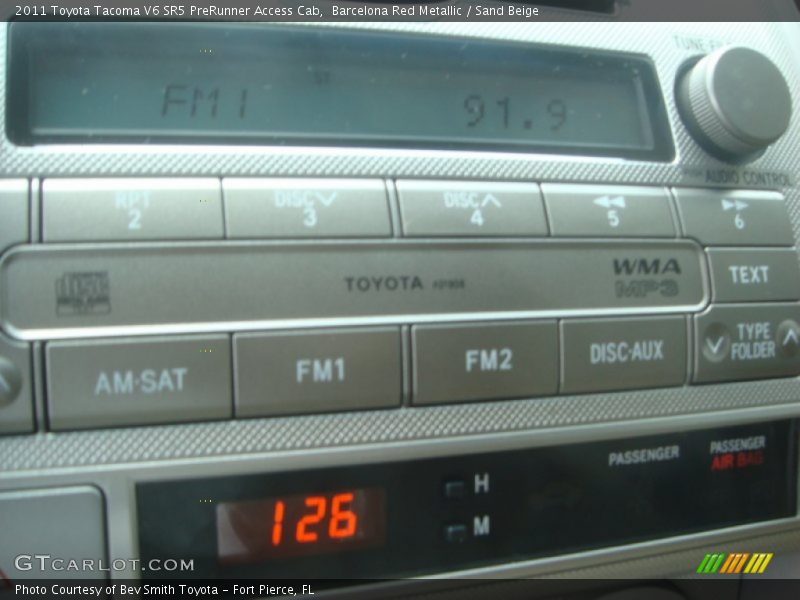 2011 Toyota Tacoma V6 SR5 PreRunner Access Cab, Barcelona Red Metallic / Sand Beige
FM1 ST 91.9
AUDIO CONTROL
RPT DISC DISC
2 3 4 5 6
TOYOTA WMA MP3
TEXT
AM·SAT FM1 FM2 DISC·AUX TYPE FOLDER
PASSENGER PASSENGER AIR BAG
126 H
M
GTCARLOT.COM
Photo Courtesy of Bev Smith Toyota – Fort Pierce, FL